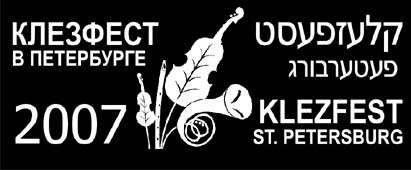 КЛЕЗФЕСТ
В ПЕТЕРБУРГЕ
2007
קלעזפעסט
פעטערבורג
KLEZFEST
ST. PETERSBURG